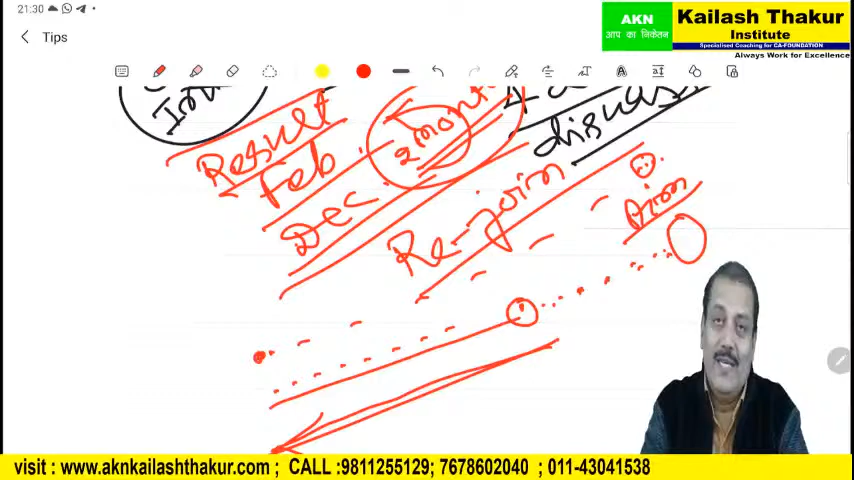 21:30
AKN
आप का निकेतन
Kailash Thakur
Institute
Specialised Coaching for CA-FOUNDATION
Always Work for Excellence
Tips
Result
Feb.
Dec.
2 month
discuss
Re-join
Aim
visit : www.aknkailashthakur.com ; CALL :9811255129; 7678602040 ; 011-43041538